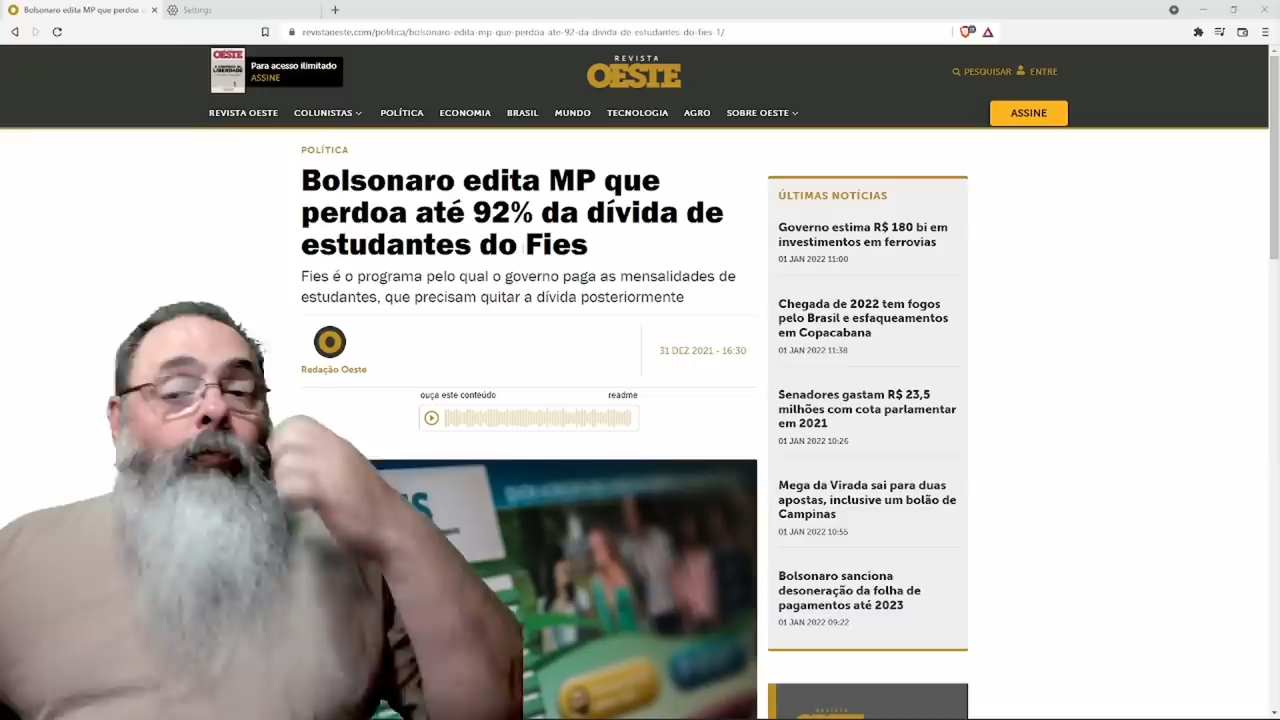 Bolsonaro edita MP que perdoa a
Settings
revistaoeste.com/politica/bolsonaro-edita-mp-que-perdoa-ate-92-da-divida-de-estudantes-do-fies-1/
OESTE
LIBERDADE
Para acesso ilimitado
ASSINE
REVISTA
OESTE
PESQUISAR
ENTRE
REVISTA OESTE
COLUNISTAS
POLÍTICA
ECONOMIA
BRASIL
MUNDO
TECNOLOGIA
AGRO
SOBRE OESTE
ASSINE
POLÍTICA
Bolsonaro edita MP que
perdoa até 92% da dívida de
estudantes do Fies
Fies é o programa pelo qual o governo paga as mensalidades de
estudantes, que precisam quitar a dívida posteriormente
Redação Oeste
31 DEZ 2021 - 16:30
ouça este conteúdo
readme
ÚLTIMAS NOTÍCIAS
Governo estima R$ 180 bi em
investimentos em ferrovias
01 JAN 2022 11:00
Chegada de 2022 tem fogos
pelo Brasil e esfaqueamentos
em Copacabana
01 JAN 2022 11:38
Senadores gastam R$ 23,5
milhões com cota parlamentar
em 2021
01 JAN 2022 10:26
Mega da Virada sai para duas
apostas, inclusive um bolão de
Campinas
01 JAN 2022 10:55
Bolsonaro sanciona
desoneração da folha de
pagamentos até 2023
01 JAN 2022 09:22
REVISTA